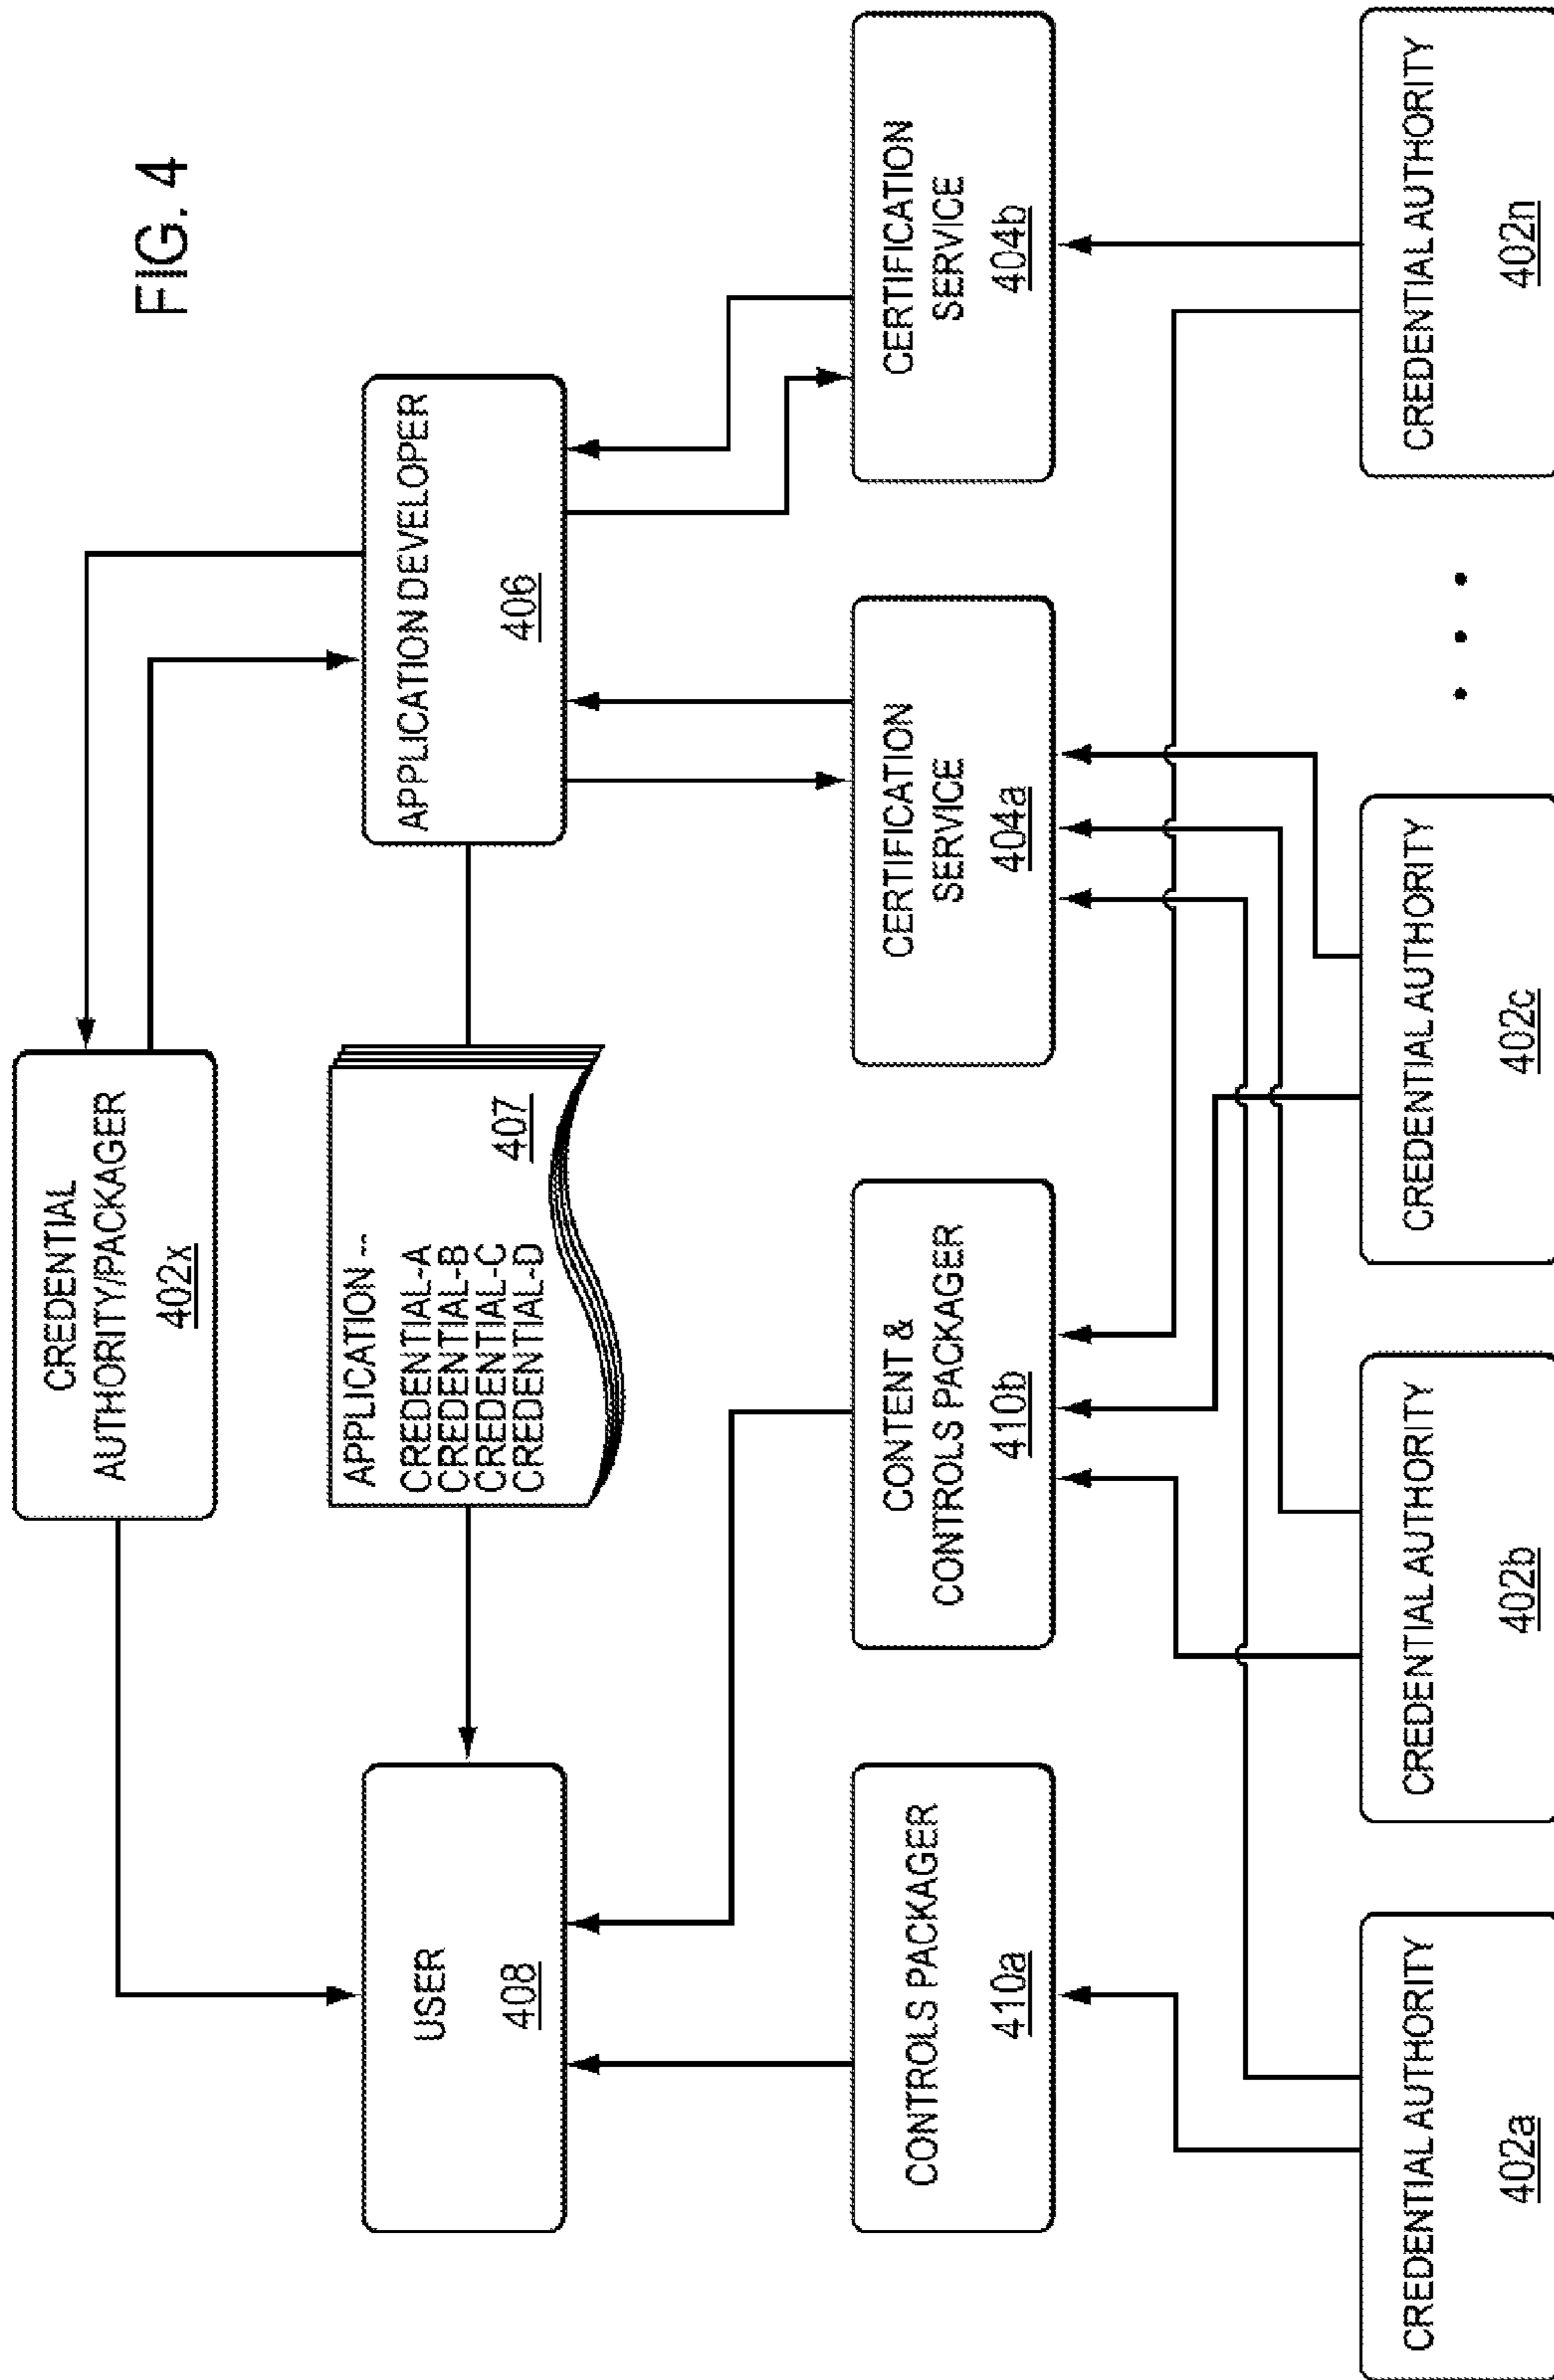 FIG. 4
CREDENTIAL
AUTHORITY/PACKAGER
402x
USER
408
APPLICATION --
CREDENTIAL-A
CREDENTIAL-B
CREDENTIAL-C
CREDENTIAL-D
407
APPLICATION DEVELOPER
406
CONTROLS PACKAGER
410a
CONTENT &
CONTROLS PACKAGER
410b
CERTIFICATION
SERVICE
404a
CERTIFICATION
SERVICE
404b
CREDENTIAL AUTHORITY
402a
CREDENTIAL AUTHORITY
402b
CREDENTIAL AUTHORITY
402c
• • •
CREDENTIAL AUTHORITY
402n